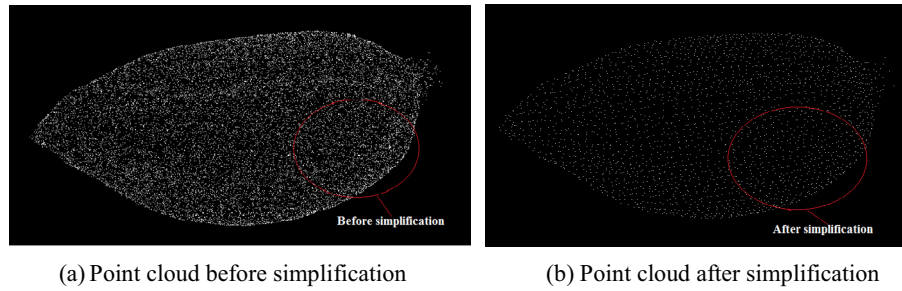 Before simplification
After simplification
(a) Point cloud before simplification
(b) Point cloud after simplification